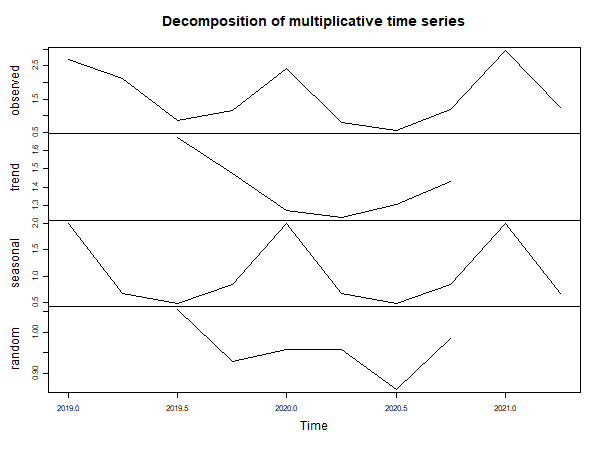 Decomposition of multiplicative time series
observed
0.5 1.5 2.5
trend
1.3 1.4 1.5 1.6
seasonal
0.5 1.0 1.5 2.0
random
0.90 1.00
2019.0 2019.5 2020.0 2020.5 2021.0
Time